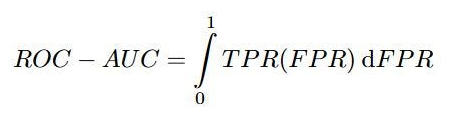 ROC − AUC = ∫₀¹ TPR(FPR) dFPR